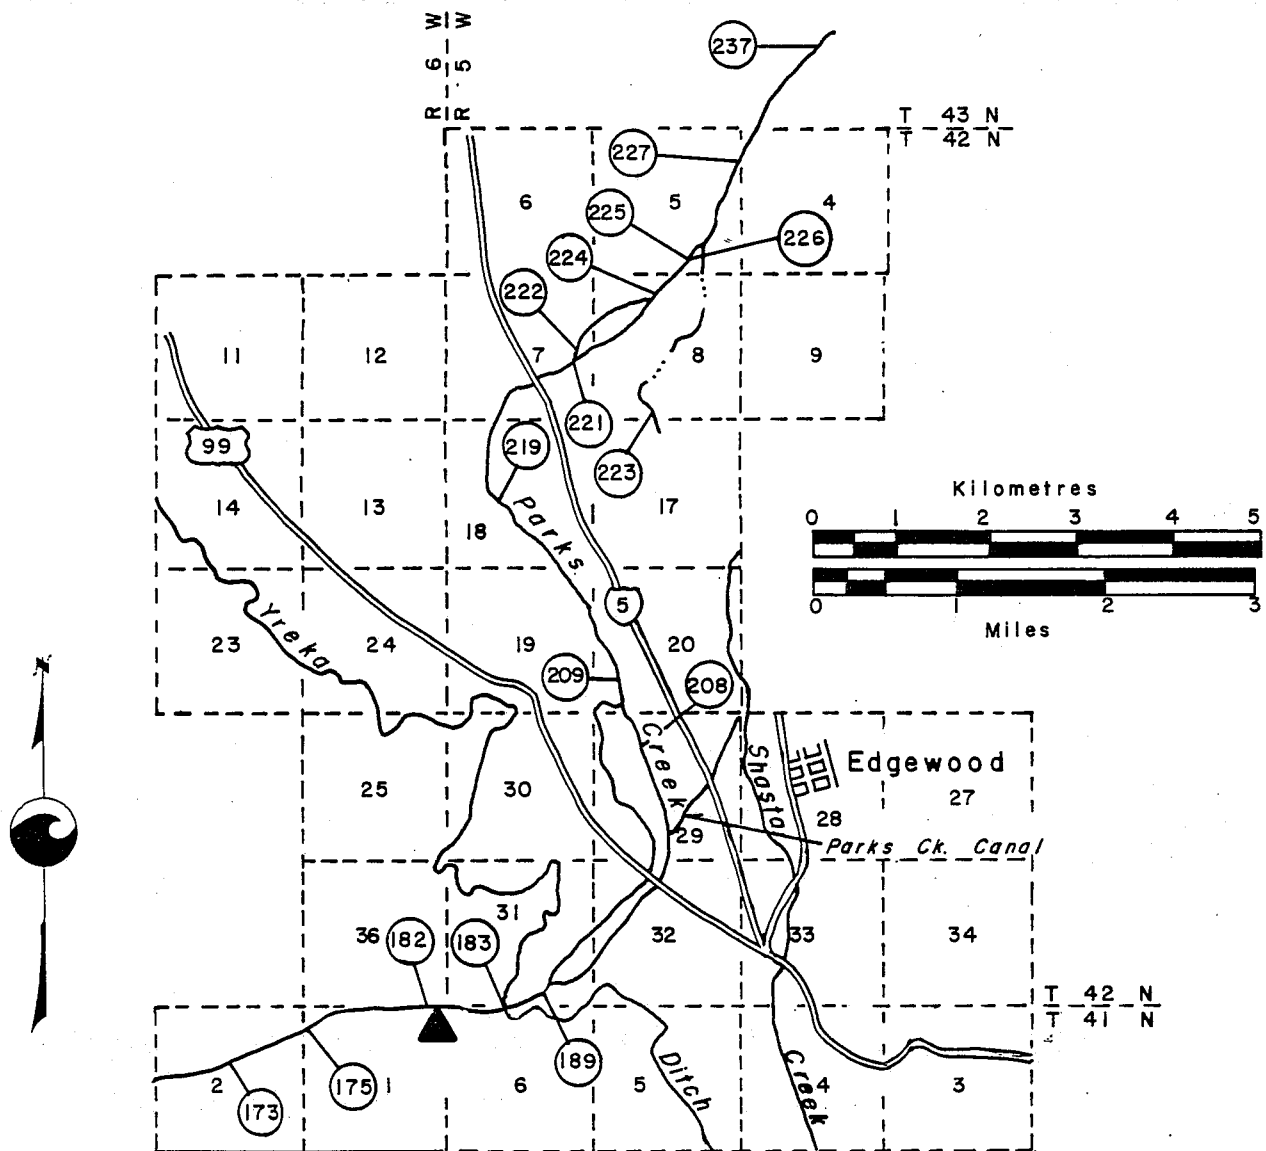 R 6 W
R 5 W
237
T 43 N
T 42 N
227
6
5
4
225
226
224
222
11
12
7
8
9
221
99
219
223
Kilometres
0 1 2 3 4 5
0 1 2 3
Miles
14
13
18
17
Parks
5
Yreka
23
24
19
20
209
208
N
Creek
Shasta
Edgewood
25
30
27
28
29
Parks Ck. Canal
31
36
182
183
32
33
34
T 42 N
T 41 N
2
175
1
6
189
5
Ditch
Creek
4
3
173